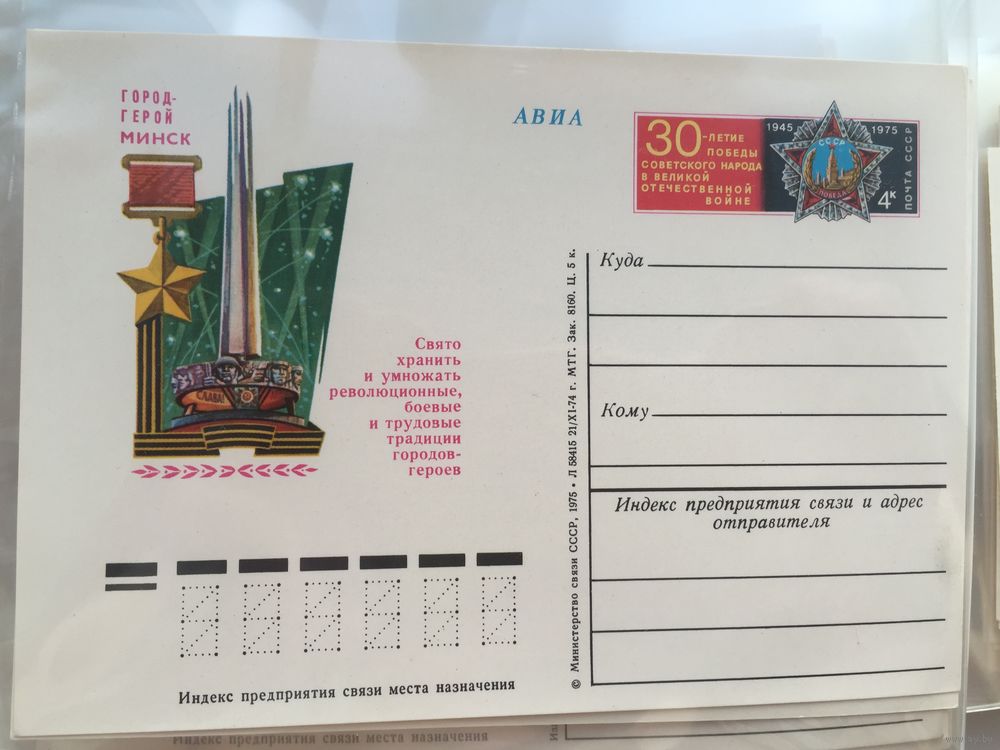 ГОРОД-
ГЕРОЙ
МИНСК
АВИА
30-ЛЕТИЕ
ПОБЕДЫ
СОВЕТСКОГО НАРОДА
В ВЕЛИКОЙ
ОТЕЧЕСТВЕННОЙ
ВОЙНЕ
1945
1975
СССР
ПОБЕДА
4к
ПОЧТА СССР
СЛАВА!
Свято
хранить
и умножать
революционные,
боевые
и трудовые
традиции
городов-
героев
Куда
Кому
Индекс предприятия связи и адрес
отправителя
© Министерство связи СССР, 1975 • Л 58415 21/XI-74 г. МТГ. Зак. 8160. Ц. 5 к.
Индекс предприятия связи места назначения
Индекс предприятия связи места назначения